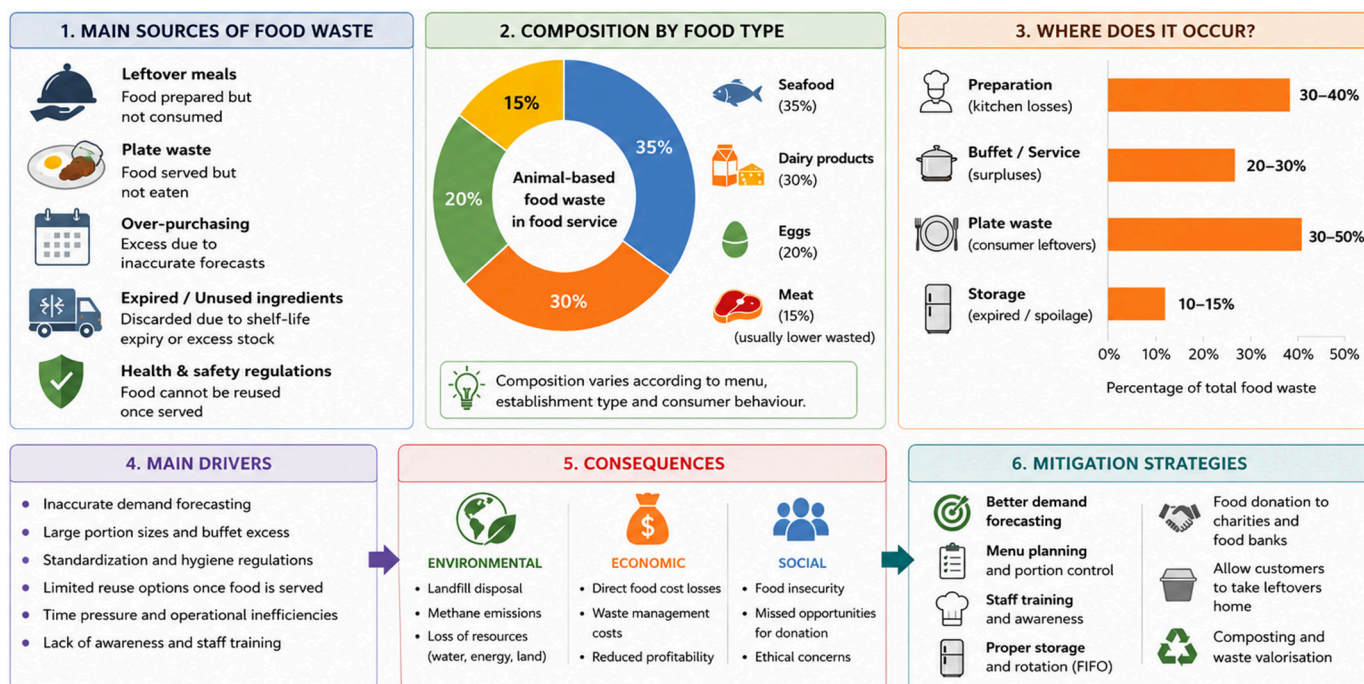 1. MAIN SOURCES OF FOOD WASTE
Leftover meals
Food prepared but
not consumed
Plate waste
Food served but
not eaten
Over-purchasing
Excess due to
inaccurate forecasts
Expired / Unused ingredients
Discarded due to shelf-life
expiry or excess stock
Health & safety regulations
Food cannot be reused
once served
2. COMPOSITION BY FOOD TYPE
15%
35%
20%
30%
Animal-based
food waste
in food service
Seafood
(35%)
Dairy products
(30%)
Eggs
(20%)
Meat
(15%)
(usually lower wasted)
Composition varies according to menu,
establishment type and consumer behaviour.
3. WHERE DOES IT OCCUR?
Preparation
(kitchen losses)
30–40%
Buffet / Service
(surpluses)
20–30%
Plate waste
(consumer leftovers)
30–50%
Storage
(expired / spoilage)
10–15%
0% 10% 20% 30% 40% 50%
Percentage of total food waste
4. MAIN DRIVERS
• Inaccurate demand forecasting
• Large portion sizes and buffet excess
• Standardization and hygiene regulations
• Limited reuse options once food is served
• Time pressure and operational inefficiencies
• Lack of awareness and staff training
5. CONSEQUENCES
ENVIRONMENTAL
• Landfill disposal
• Methane emissions
• Loss of resources
(water, energy, land)
$
ECONOMIC
• Direct food cost losses
• Waste management
costs
• Reduced profitability
SOCIAL
• Food insecurity
• Missed opportunities
for donation
• Ethical concerns
6. MITIGATION STRATEGIES
Better demand
forecasting
Menu planning
and portion control
Staff training
and awareness
Proper storage
and rotation (FIFO)
Food donation to
charities and
food banks
Allow customers
to take leftovers
home
Composting and
waste valorisation